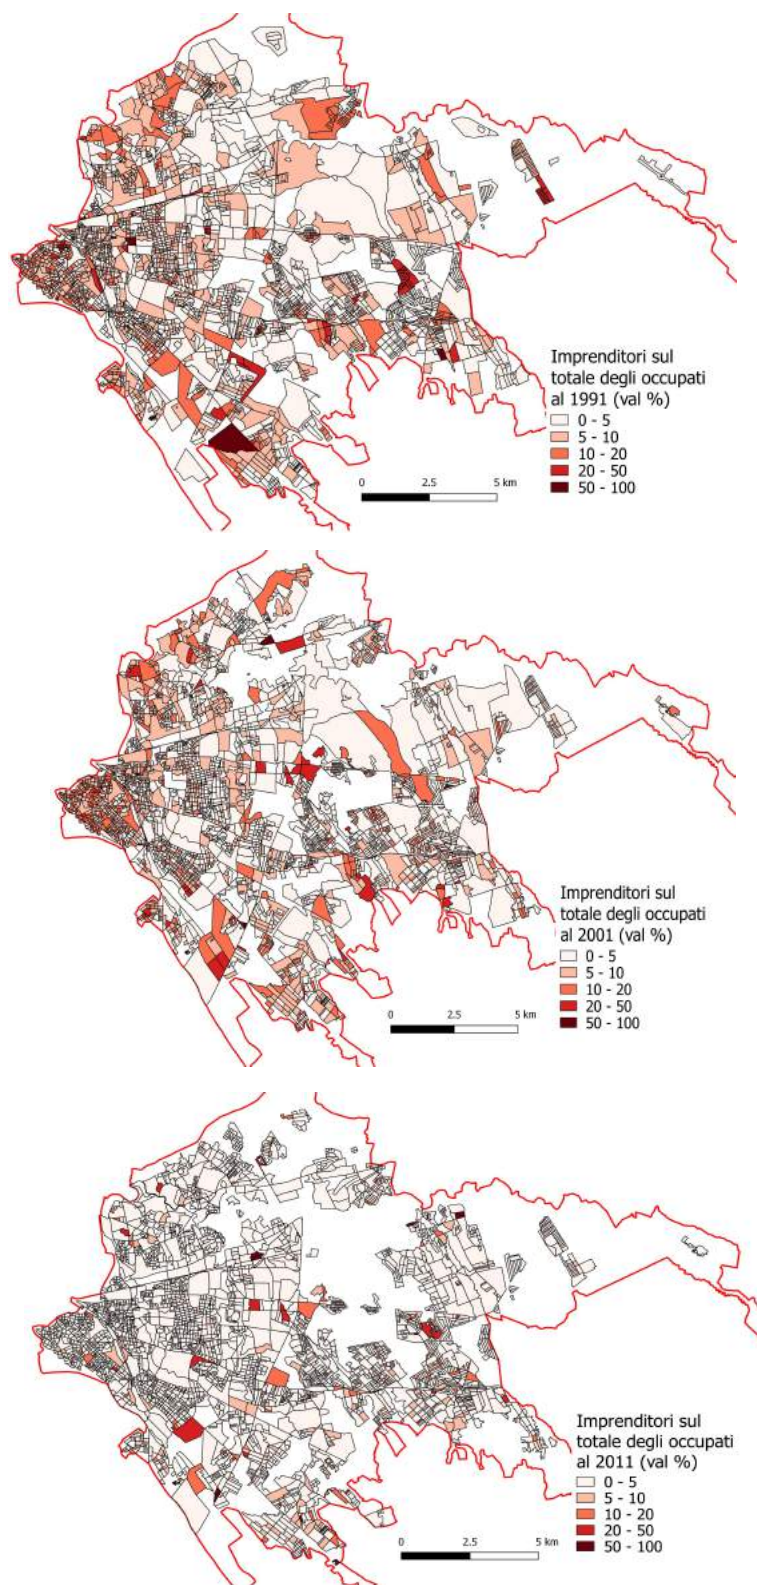 Imprenditori sul
totale degli occupati
al 1991 (val %)
0 - 5
5 - 10
10 - 20
20 - 50
50 - 100
0 2.5 5 km
Imprenditori sul
totale degli occupati
al 2001 (val %)
0 - 5
5 - 10
10 - 20
20 - 50
50 - 100
0 2.5 5 km
Imprenditori sul
totale degli occupati
al 2011 (val %)
0 - 5
5 - 10
10 - 20
20 - 50
50 - 100
0 2.5 5 km